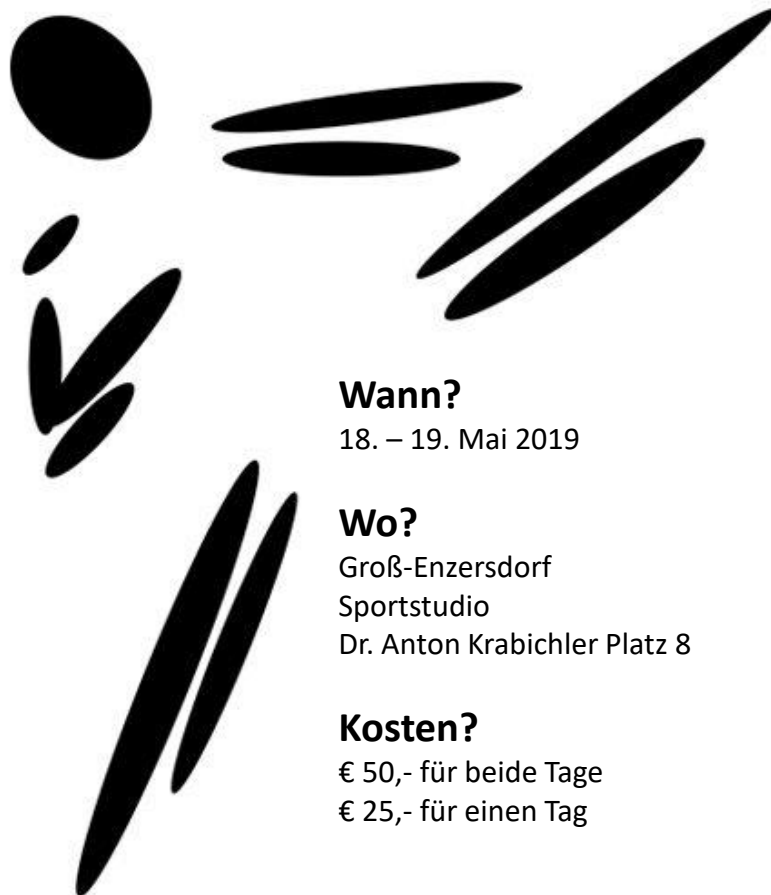 Wann?
18. – 19. Mai 2019
Wo?
Groß-Enzersdorf
Sportstudio
Dr. Anton Krabichler Platz 8
Kosten?
€ 50,- für beide Tage
€ 25,- für einen Tag